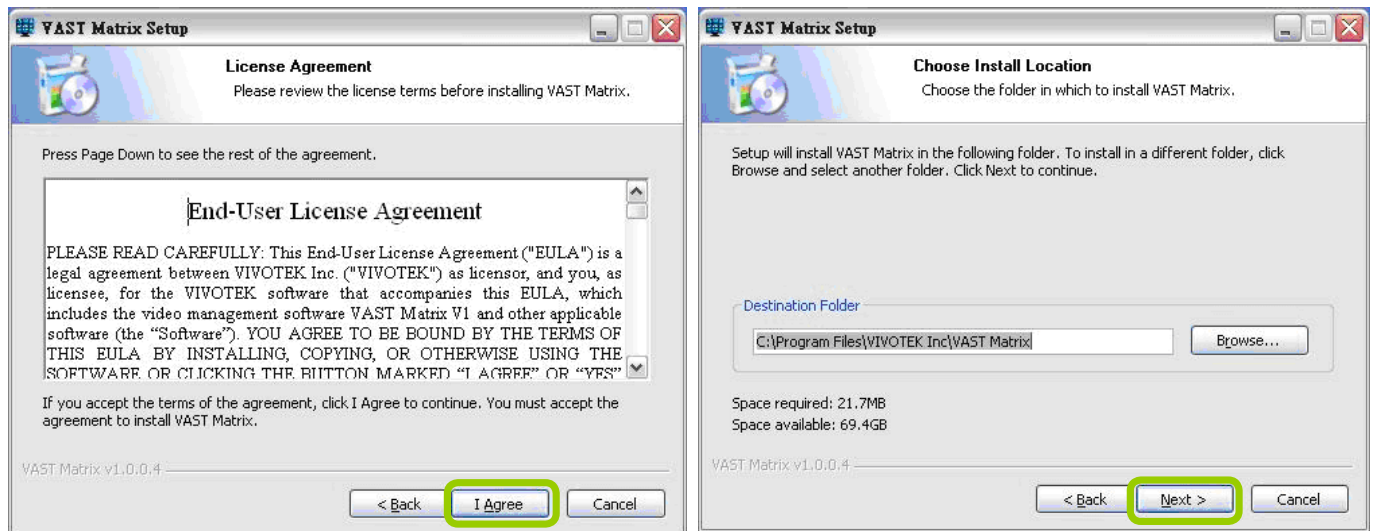 VAST Matrix Setup
License Agreement
Please review the license terms before installing VAST Matrix.
Press Page Down to see the rest of the agreement.
End-User License Agreement
PLEASE READ CAREFULLY: This End-User License Agreement ("EULA") is a
legal agreement between VIVOTEK Inc. ("VIVOTEK") as licensor, and you, as
licensee, for the VIVOTEK software that accompanies this EULA, which
includes the video management software VAST Matrix V1 and other applicable
software (the “Software”). YOU AGREE TO BE BOUND BY THE TERMS OF
THIS EULA BY INSTALLING, COPYING, OR OTHERWISE USING THE
SOFTWARE OR CLICKING THE BUTTON MARKED “I AGREE” OR “YES”
If you accept the terms of the agreement, click I Agree to continue. You must accept the
agreement to install VAST Matrix.
VAST Matrix v1.0.0.4
< Back
I Agree
Cancel
VAST Matrix Setup
Choose Install Location
Choose the folder in which to install VAST Matrix.
Setup will install VAST Matrix in the following folder. To install in a different folder, click
Browse and select another folder. Click Next to continue.
Destination Folder
C:\Program Files\VIVOTEK Inc\VAST Matrix
Browse...
Space required: 21.7MB
Space available: 69.4GB
VAST Matrix v1.0.0.4
< Back
Next >
Cancel